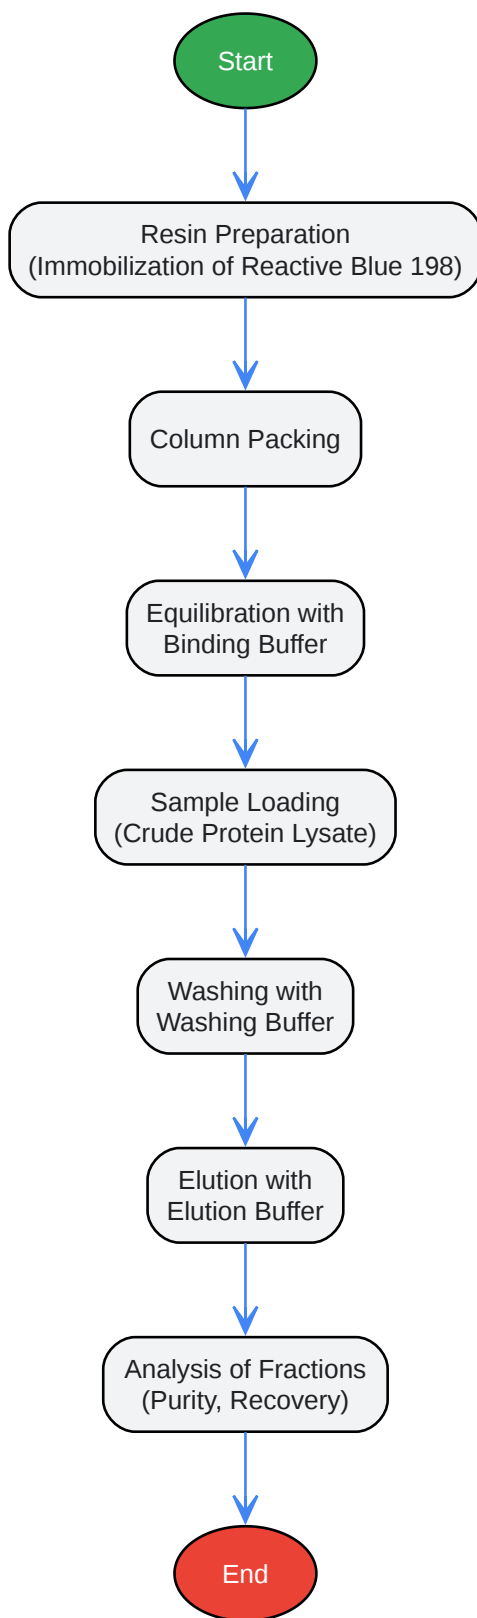 Start
Resin Preparation
(Immobilization of Reactive Blue 198)
Column Packing
Equilibration with
Binding Buffer
Sample Loading
(Crude Protein Lysate)
Washing with
Washing Buffer
Elution with
Elution Buffer
Analysis of Fractions
(Purity, Recovery)
End